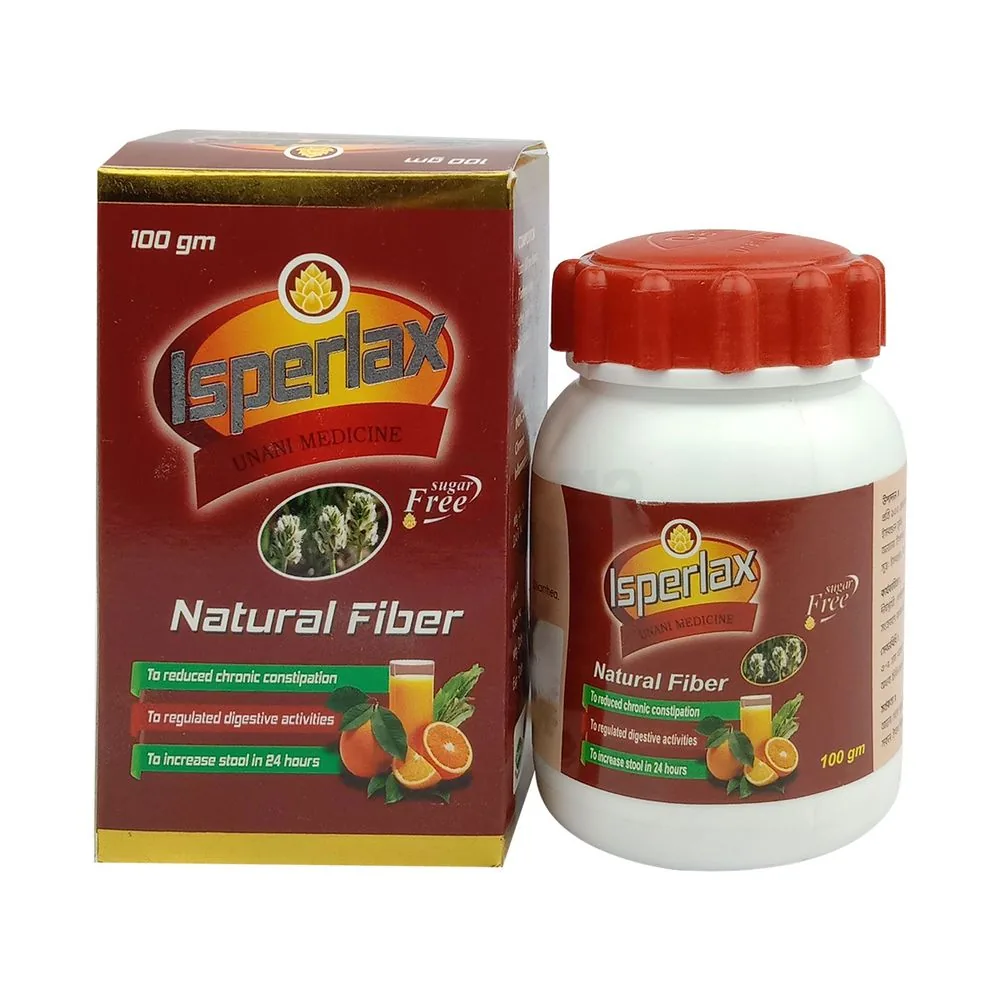 100 gm
100 gm
Isperlax
UNANI MEDICINE
sugar
Free
Natural Fiber
To reduced chronic constipation
To regulated digestive activities
To increase stool in 24 hours
Isperlax
UNANI MEDICINE
sugar
Free
Natural Fiber
To reduced chronic constipation
To regulated digestive activities
To increase stool in 24 hours
100 gm